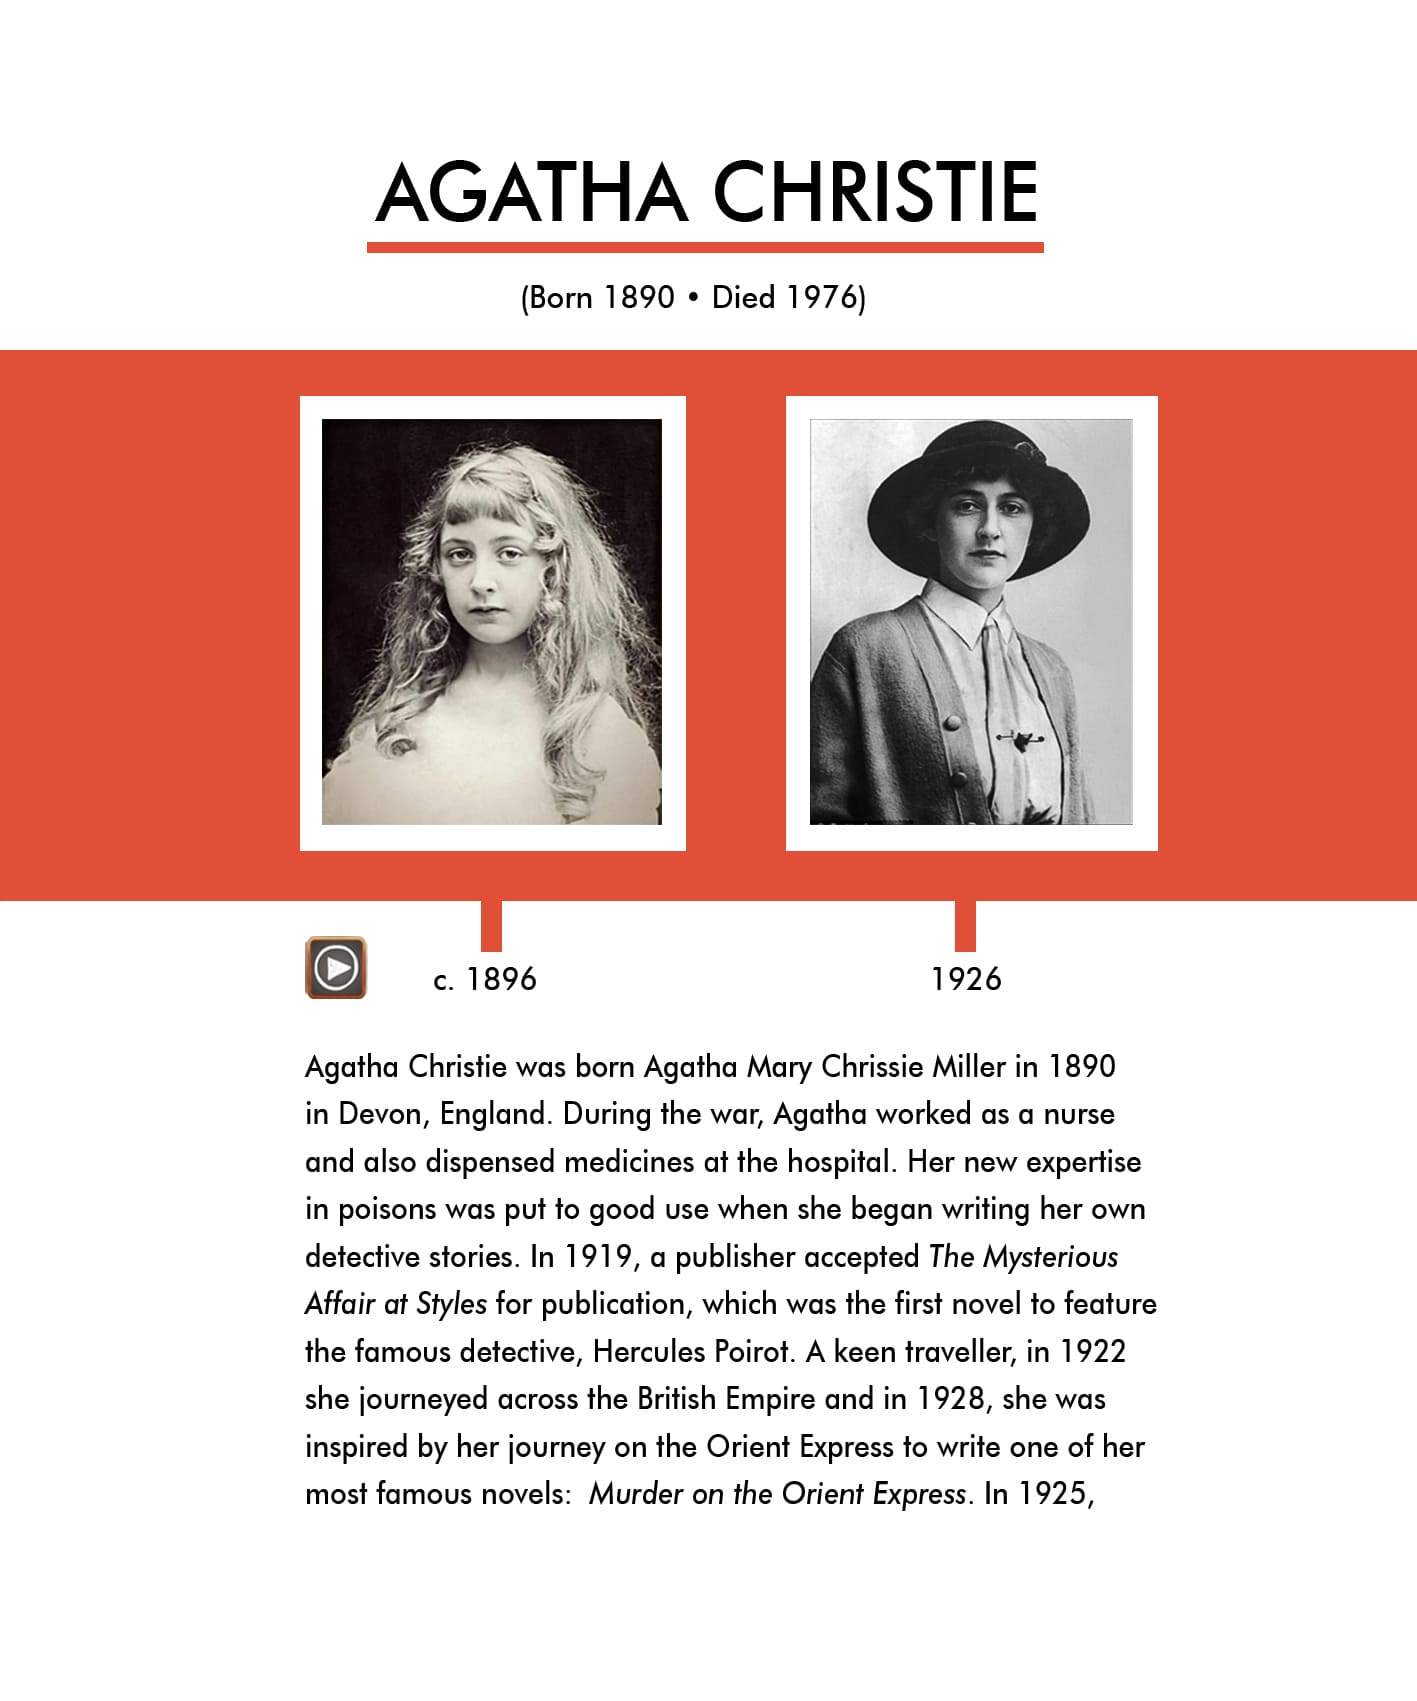 AGATHA CHRISTIE
(Born 1890 • Died 1976)
c. 1896
1926
Agatha Christie was born Agatha Mary Chrissie Miller in 1890
in Devon, England. During the war, Agatha worked as a nurse
and also dispensed medicines at the hospital. Her new expertise
in poisons was put to good use when she began writing her own
detective stories. In 1919, a publisher accepted The Mysterious
Affair at Styles for publication, which was the first novel to feature
the famous detective, Hercules Poirot. A keen traveller, in 1922
she journeyed across the British Empire and in 1928, she was
inspired by her journey on the Orient Express to write one of her
most famous novels:  Murder on the Orient Express. In 1925,